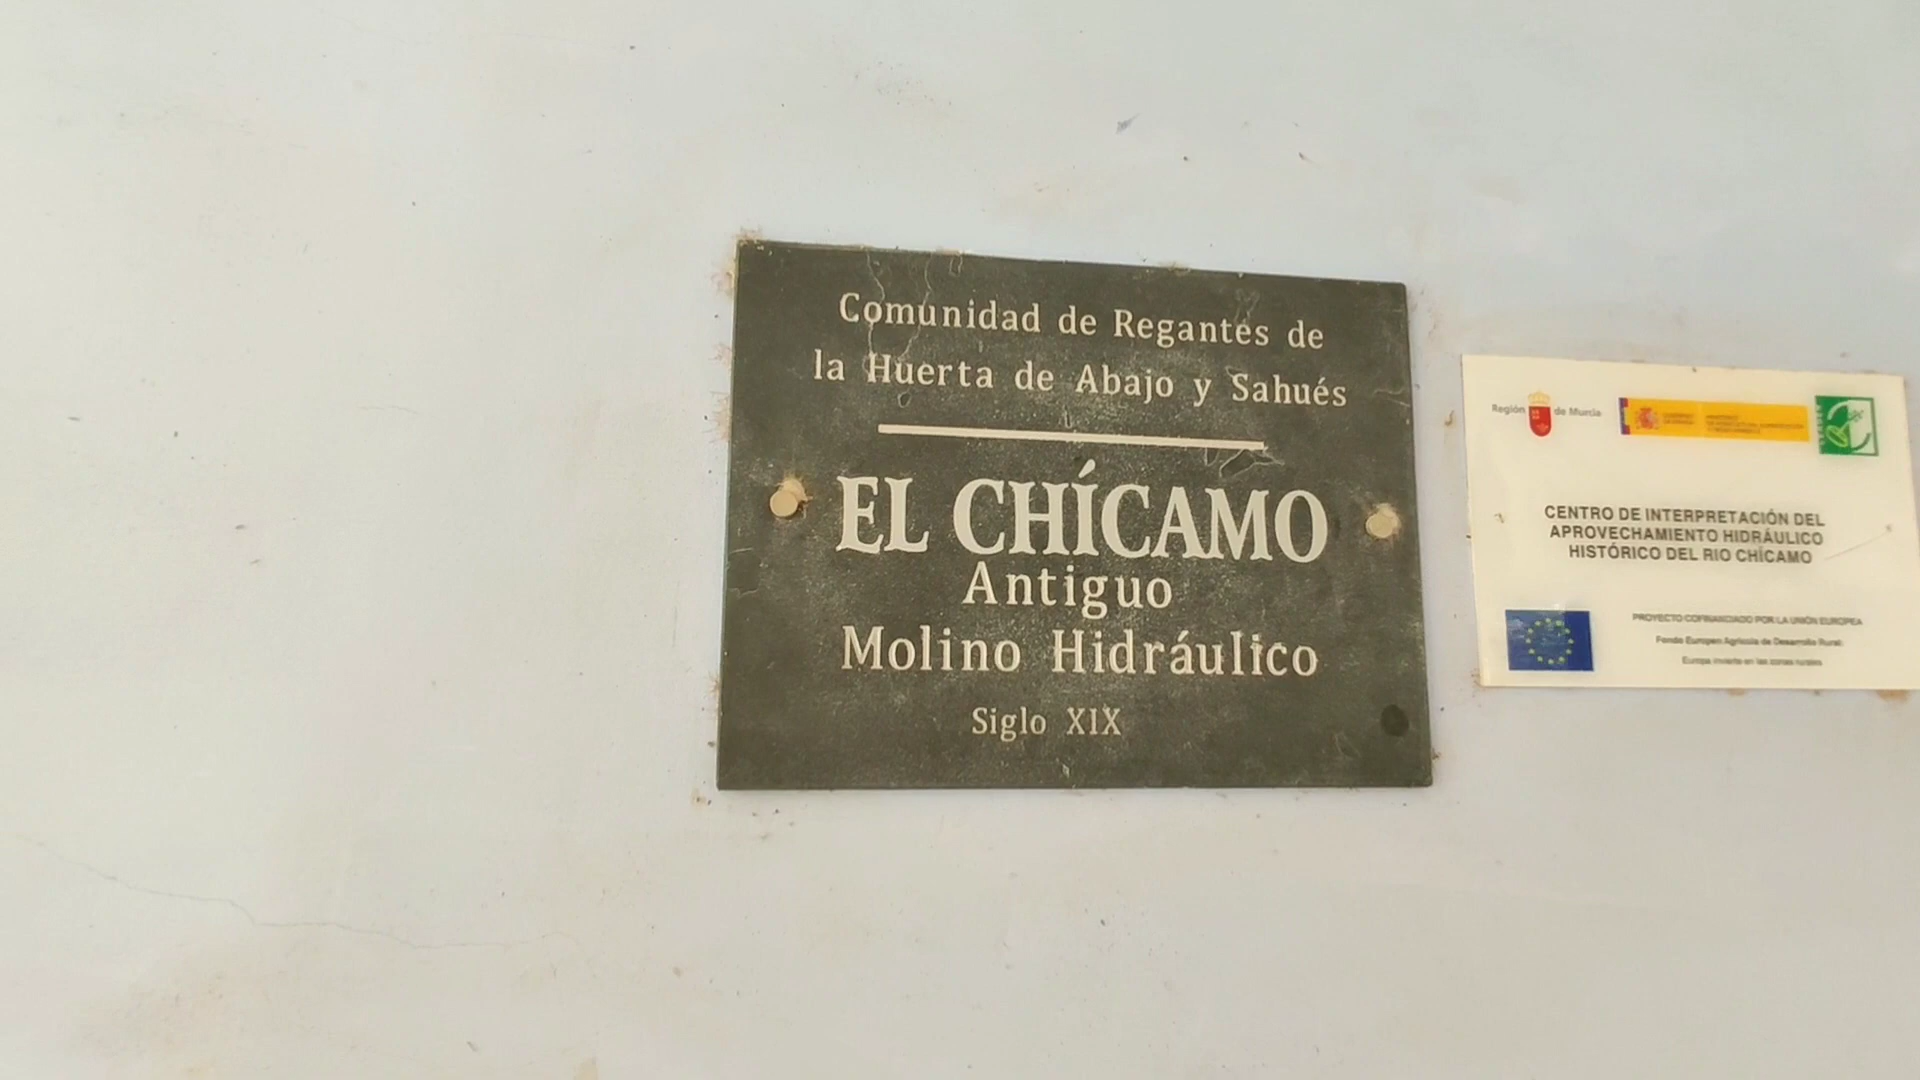 Comunidad de Regantes de
la Huerta de Abajo y Sahués
EL CHÍCAMO
Antiguo
Molino Hidráulico
Siglo XIX
Región de Murcia
CENTRO DE INTERPRETACIÓN DEL
APROVECHAMIENTO HIDRÁULICO
HISTÓRICO DEL RIO CHÍCAMO
PROYECTO COFINANCIADO POR LA UNIÓN EUROPEA
Fondo Europeo Agrícola de Desarrollo Rural:
Europa invierte en las zonas rurales